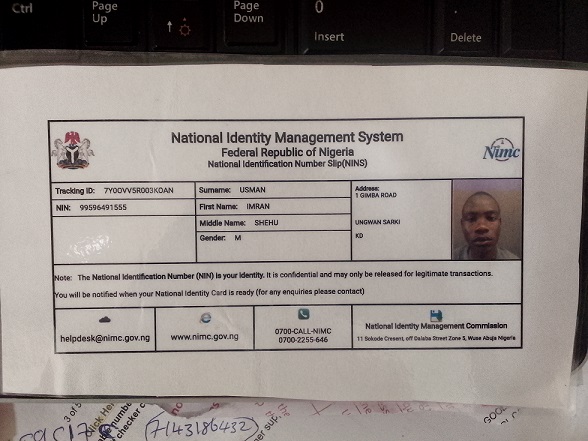 Ctrl
Page Up
Page Down
0
Insert
Delete
National Identity Management System
Federal Republic of Nigeria
National Identification Number Slip(NINS)
Nimc
Tracking ID: 7Y0OVV5R003KOAN
Surname: USMAN
Address:
1 GIMBA ROAD
NIN: 99596491555
First Name: IMRAN
Middle Name: SHEHU
UNGWAN SARKI
Gender: M
KD
Note: The National Identification Number (NIN) is your identity. It is confidential and may only be released for legitimate transactions.
You will be notified when your National Identity Card is ready (for any enquiries please contact)
helpdesk@nimc.gov.ng
www.nimc.gov.ng
0700-CALL-NIMC
0700-2255-646
National Identity Management Commission
11 Sokode Cresent, off Dalaba Street Zone 5, Wuse Abuja Nigeria
3 of 5
7143186432